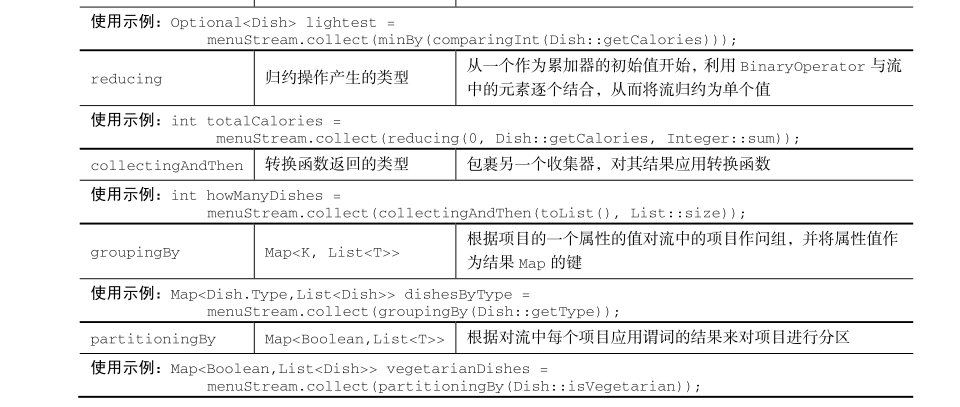 使用示例：Optional<Dish> lightest =
menuStream.collect(minBy(comparingInt(Dish::getCalories)));
reducing 归约操作产生的类型 从一个作为累加器的初始值开始，利用 BinaryOperator 与流
中的元素逐个结合，从而将流归约为单个值
使用示例：int totalCalories =
menuStream.collect(reducing(0, Dish::getCalories, Integer::sum));
collectingAndThen 转换函数返回的类型 包裹另一个收集器，对其结果应用转换函数
使用示例：int howManyDishes =
menuStream.collect(collectingAndThen(toList(), List::size));
groupingBy Map<K, List<T>> 根据项目的一个属性的值对流中的项目作问组，并将属性值作
为结果 Map 的键
使用示例：Map<Dish.Type,List<Dish>> dishesByType =
menuStream.collect(groupingBy(Dish::getType));
partitioningBy Map<Boolean,List<T>> 根据对流中每个项目应用谓词的结果来对项目进行分区
使用示例：Map<Boolean,List<Dish>> vegetarianDishes =
menuStream.collect(partitioningBy(Dish::isVegetarian));